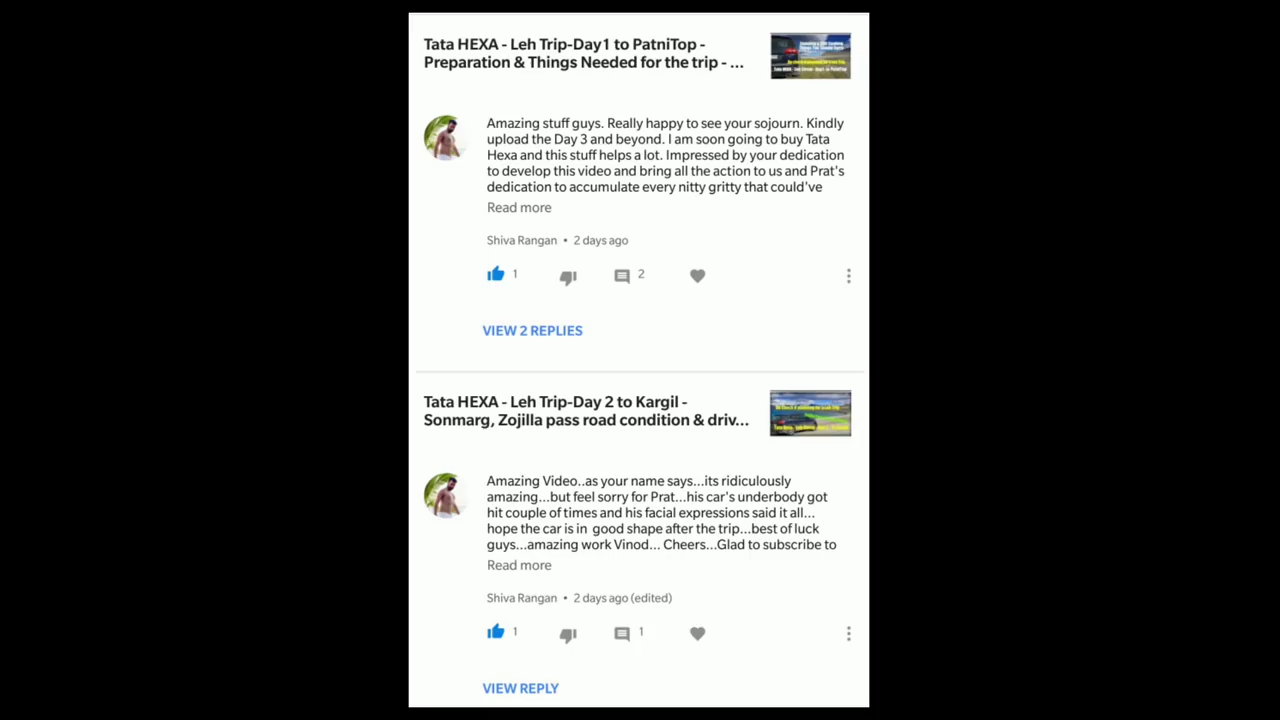 Tata HEXA - Leh Trip-Day1 to PatniTop -
Preparation & Things Needed for the trip - ...
Amazing stuff guys. Really happy to see your sojourn. Kindly
upload the Day 3 and beyond. I am soon going to buy Tata
Hexa and this stuff helps a lot. Impressed by your dedication
to develop this video and bring all the action to us and Prat's
dedication to accumulate every nitty gritty that could've
Read more
Shiva Rangan • 2 days ago
1
2
VIEW 2 REPLIES
Tata HEXA - Leh Trip-Day 2 to Kargil -
Sonmarg, Zojilla pass road condition & driv...
Amazing Video..as your name says...its ridiculously
amazing...but feel sorry for Prat...his car's underbody got
hit couple of times and his facial expressions said it all...
hope the car is in good shape after the trip...best of luck
guys...amazing work Vinod... Cheers...Glad to subscribe to
Read more
Shiva Rangan • 2 days ago (edited)
1
1
VIEW REPLY